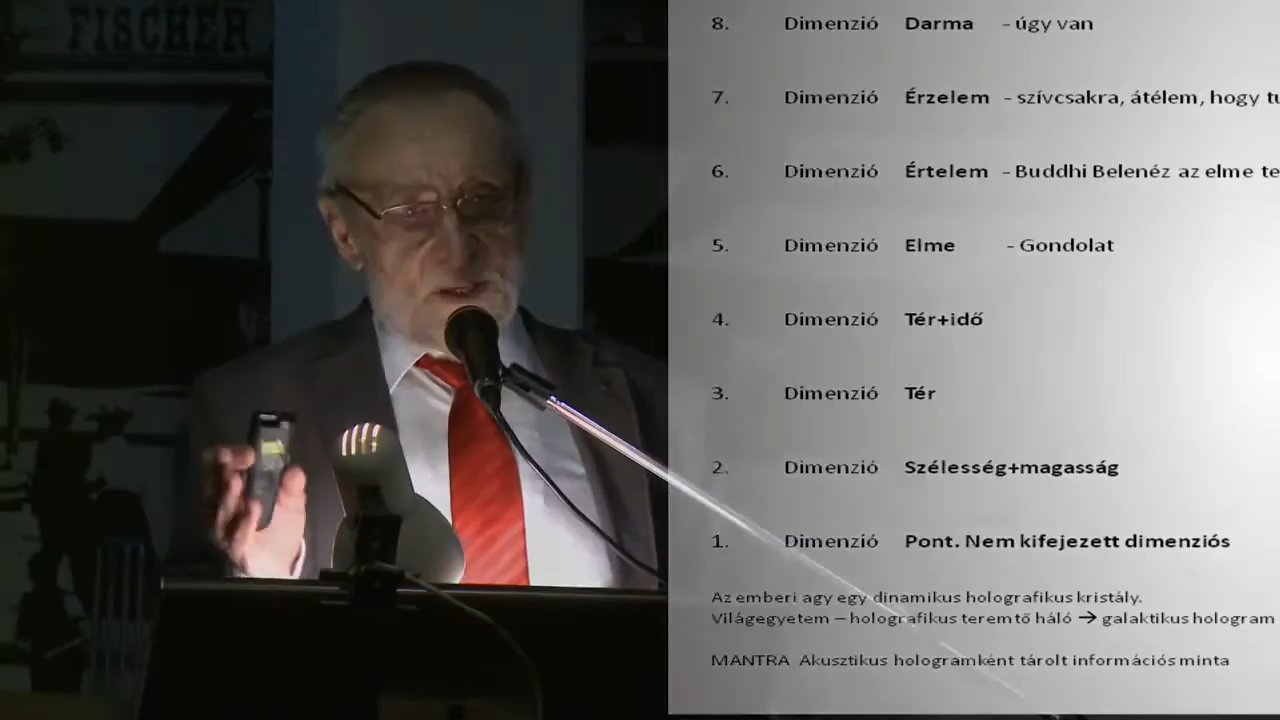 FISCHER
8. Dimenzió Darma - úgy van
7. Dimenzió Érzelem - szívcsakra, átélem, hogy
6. Dimenzió Értelem - Buddhi Belenéz az elme
5. Dimenzió Elme - Gondolat
4. Dimenzió Tér+idő
3. Dimenzió Tér
2. Dimenzió Szélesség+magasság
1. Dimenzió Pont. Nem kifejezett dimenziós
Az emberi agy egy dinamikus holografikus kristály.
Világegyetem – holografikus teremtő háló → galaktikus hologram
MANTRA Akusztikus hologramként tárolt információs minta